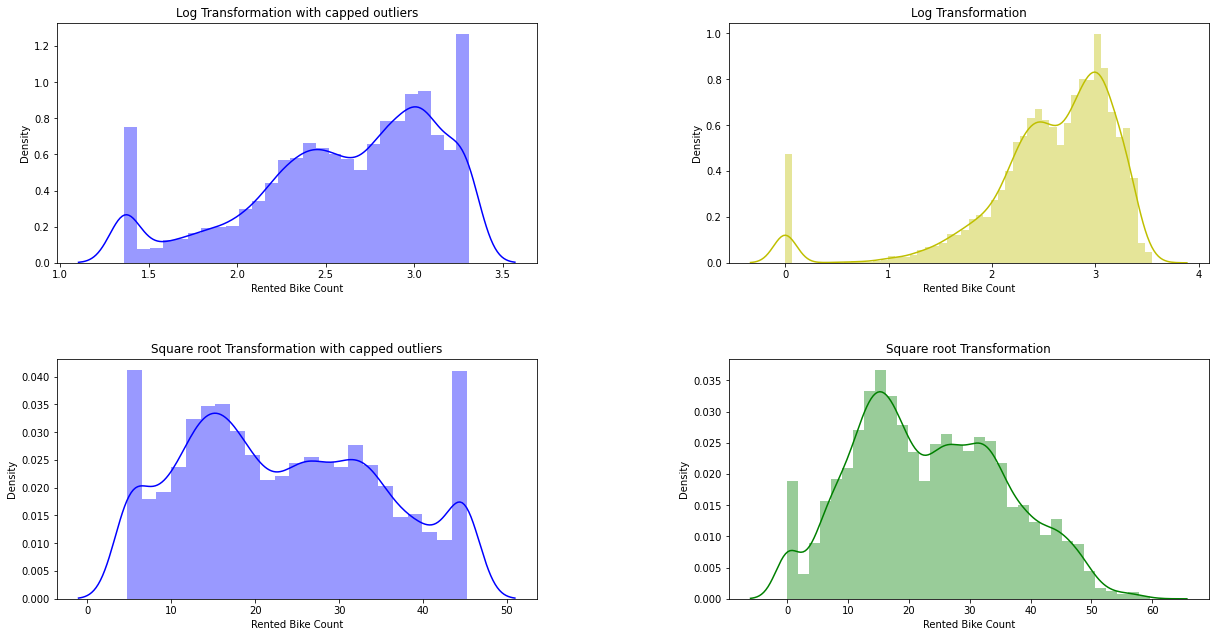 Log Transformation with capped outliers
1.2
1.0
0.8
0.6
0.4
0.2
0.0
Density
1.0 1.5 2.0 2.5 3.0 3.5
Rented Bike Count
Log Transformation
1.0
0.8
0.6
0.4
0.2
0.0
Density
0 1 2 3 4
Rented Bike Count
Square root Transformation with capped outliers
0.040
0.035
0.030
0.025
0.020
0.015
0.010
0.005
0.000
Density
0 10 20 30 40 50
Rented Bike Count
Square root Transformation
0.035
0.030
0.025
0.020
0.015
0.010
0.005
0.000
Density
0 10 20 30 40 50 60
Rented Bike Count